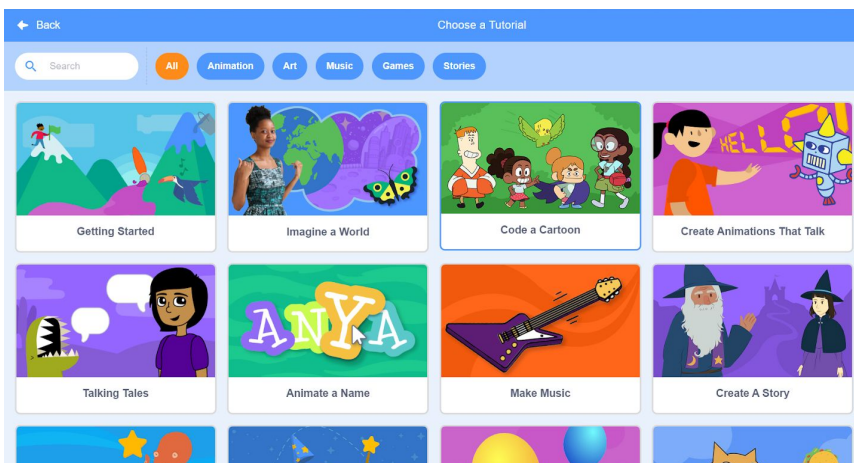 Back
Choose a Tutorial
Search
All
Animation
Art
Music
Games
Stories
HELLO!
Getting Started
Imagine a World
Code a Cartoon
Create Animations That Talk
ANYA
Talking Tales
Animate a Name
Make Music
Create A Story